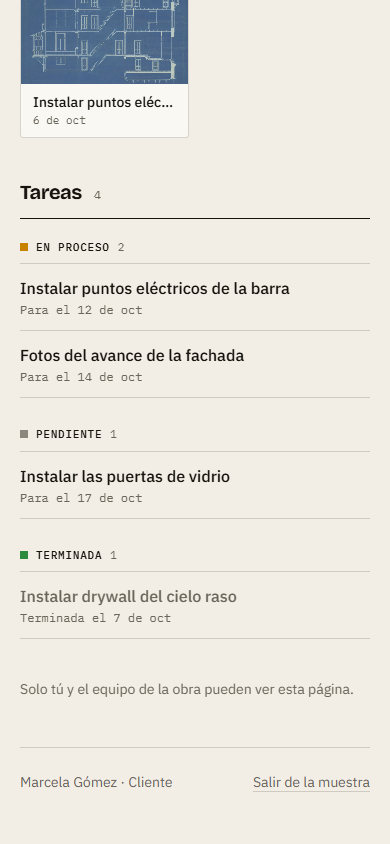 Instalar puntos eléc...
6 de oct
Tareas 4
EN PROCESO 2
Instalar puntos eléctricos de la barra
Para el 12 de oct
Fotos del avance de la fachada
Para el 14 de oct
PENDIENTE 1
Instalar las puertas de vidrio
Para el 17 de oct
TERMINADA 1
Instalar drywall del cielo raso
Terminada el 7 de oct
Solo tú y el equipo de la obra pueden ver esta página.
Marcela Gómez · Cliente
Salir de la muestra